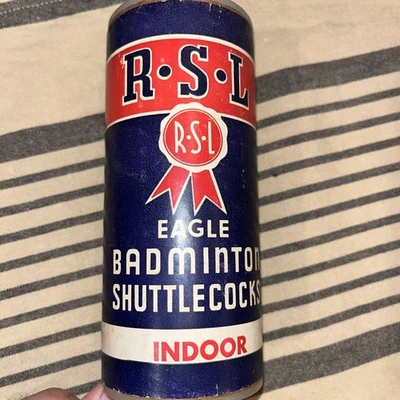 R·S·L
R·S·L
EAGLE
BADMINTON
SHUTTLECOCKS
INDOOR